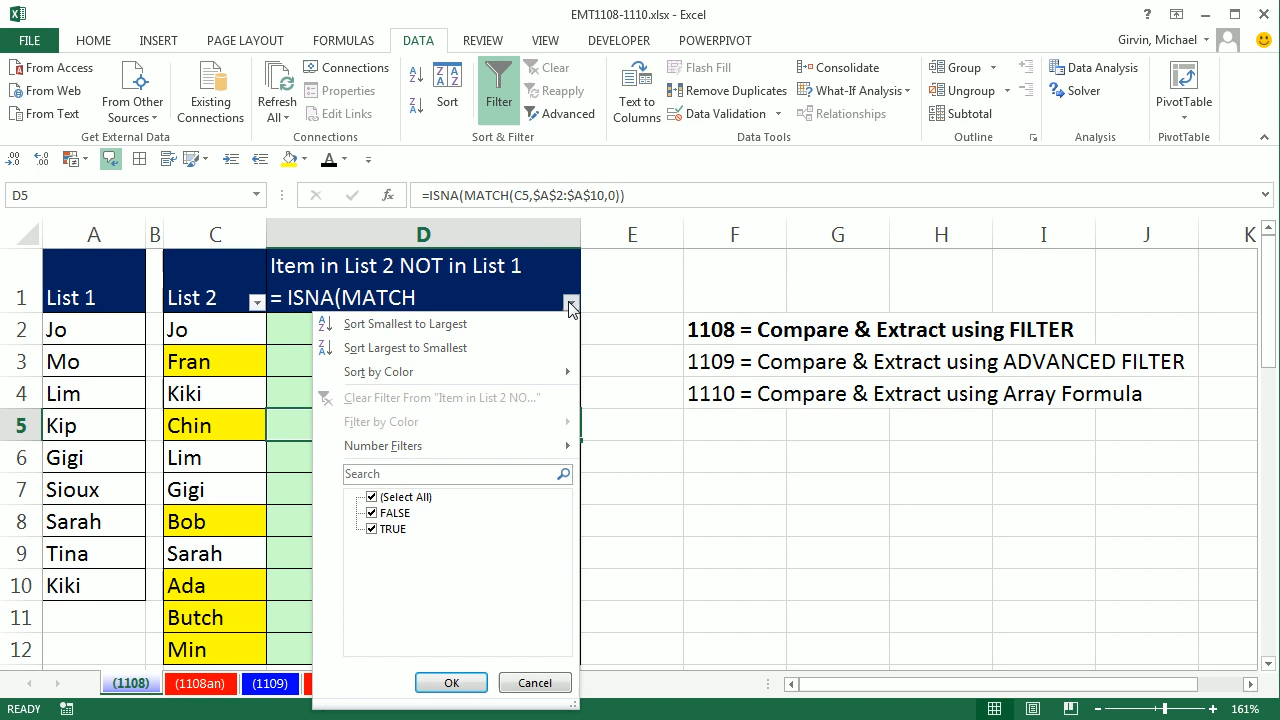 EMT1108-1110.xlsx - Excel
FILE HOME INSERT PAGE LAYOUT FORMULAS DATA REVIEW VIEW DEVELOPER POWERPIVOT Girvin, Michael
From Access
From Web
From Text
From Other
Sources
Get External Data
Existing
Connections
Refresh
All
Connections
Properties
Edit Links
Connections
Sort
Filter
Clear
Reapply
Advanced
Sort & Filter
Text to
Columns
Flash Fill
Remove Duplicates
Data Validation
Consolidate
What-If Analysis
Relationships
Data Tools
Group
Ungroup
Subtotal
Outline
Data Analysis
Solver
Analysis
PivotTable
Tables
D5 fx =ISNA(MATCH(C5,$A$2:$A$10,0))
A B C D E F G H I J K
Item in List 2 NOT in List 1
1 List 1 List 2 = ISNA(MATCH
2 Jo Jo 1108 = Compare & Extract using FILTER
3 Mo Fran 1109 = Compare & Extract using ADVANCED FILTER
4 Lim Kiki 1110 = Compare & Extract using Array Formula
5 Kip Chin
6 Gigi Lim
7 Sioux Gigi
8 Sarah Bob
9 Tina Sarah
10 Kiki Ada
11 Butch
12 Min
Sort Smallest to Largest
Sort Largest to Smallest
Sort by Color
Clear Filter From "Item in List 2 NO..."
Filter by Color
Number Filters
Search
(Select All)
FALSE
TRUE
OK Cancel
(1108) (1108an) (1109)
READY 161%